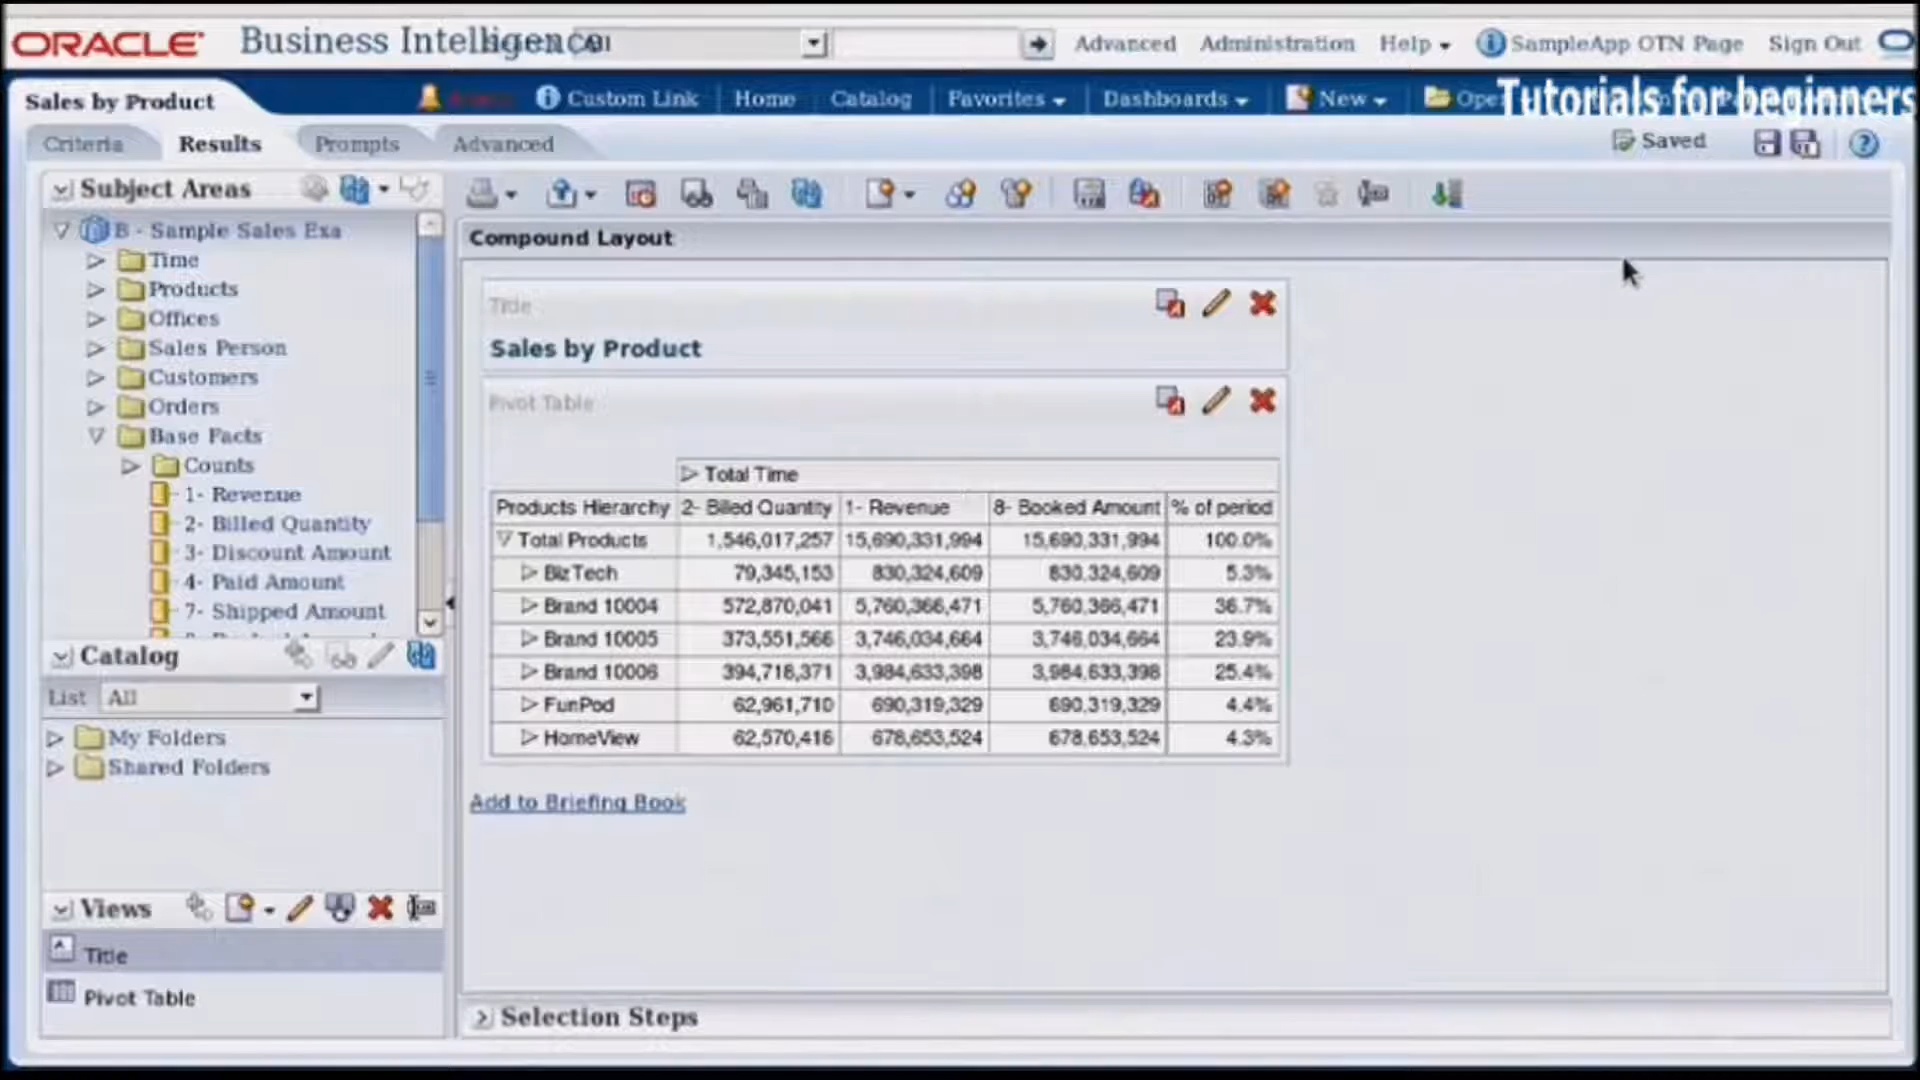 ORACLE Business Intelligence All Advanced Administration Help SampleApp OTN Page Sign Out
Sales by Product Custom Link Home Catalog Favorites Dashboards New Open
Tutorials for beginners
Criteria Results Prompts Advanced Saved
Subject Areas
B - Sample Sales Exa
Time
Products
Offices
Sales Person
Customers
Orders
Base Facts
Counts
1- Revenue
2- Billed Quantity
3- Discount Amount
4- Paid Amount
7- Shipped Amount
Catalog
List All
My Folders
Shared Folders
Views
Title
Pivot Table
Compound Layout
Title
Sales by Product
Pivot Table
Total Time
Products Hierarchy 2- Billed Quantity 1- Revenue 8- Booked Amount % of period
Total Products 1,546,017,257 15,690,331,994 15,690,331,994 100.0%
BizTech 79,345,153 830,324,609 830,324,609 5.3%
Brand 10004 572,870,041 5,760,366,471 5,760,366,471 36.7%
Brand 10005 373,551,566 3,746,034,664 3,746,034,664 23.9%
Brand 10006 394,718,371 3,984,633,398 3,984,633,398 25.4%
FunPod 62,961,710 690,319,329 690,319,329 4.4%
HomeView 62,570,416 678,653,524 678,653,524 4.3%
Add to Briefing Book
Selection Steps